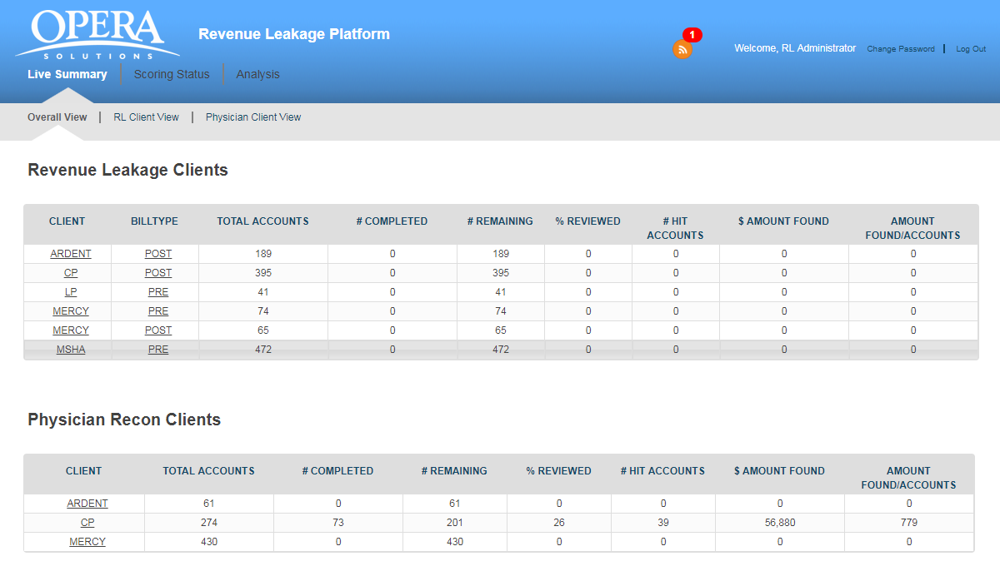 OPERA
SOLUTIONS
Revenue Leakage Platform
1
Welcome, RL Administrator Change Password | Log Out
Live Summary | Scoring Status | Analysis
Overall View | RL Client View | Physician Client View
Revenue Leakage Clients
CLIENT BILLTYPE TOTAL ACCOUNTS # COMPLETED # REMAINING % REVIEWED # HIT ACCOUNTS $ AMOUNT FOUND AMOUNT FOUND/ACCOUNTS
ARDENT POST 189 0 189 0 0 0 0
CP POST 395 0 395 0 0 0 0
LP PRE 41 0 41 0 0 0 0
MERCY PRE 74 0 74 0 0 0 0
MERCY POST 65 0 65 0 0 0 0
MSHA PRE 472 0 472 0 0 0 0
Physician Recon Clients
CLIENT TOTAL ACCOUNTS # COMPLETED # REMAINING % REVIEWED # HIT ACCOUNTS $ AMOUNT FOUND AMOUNT FOUND/ACCOUNTS
ARDENT 61 0 61 0 0 0 0
CP 274 73 201 26 39 56,880 779
MERCY 430 0 430 0 0 0 0